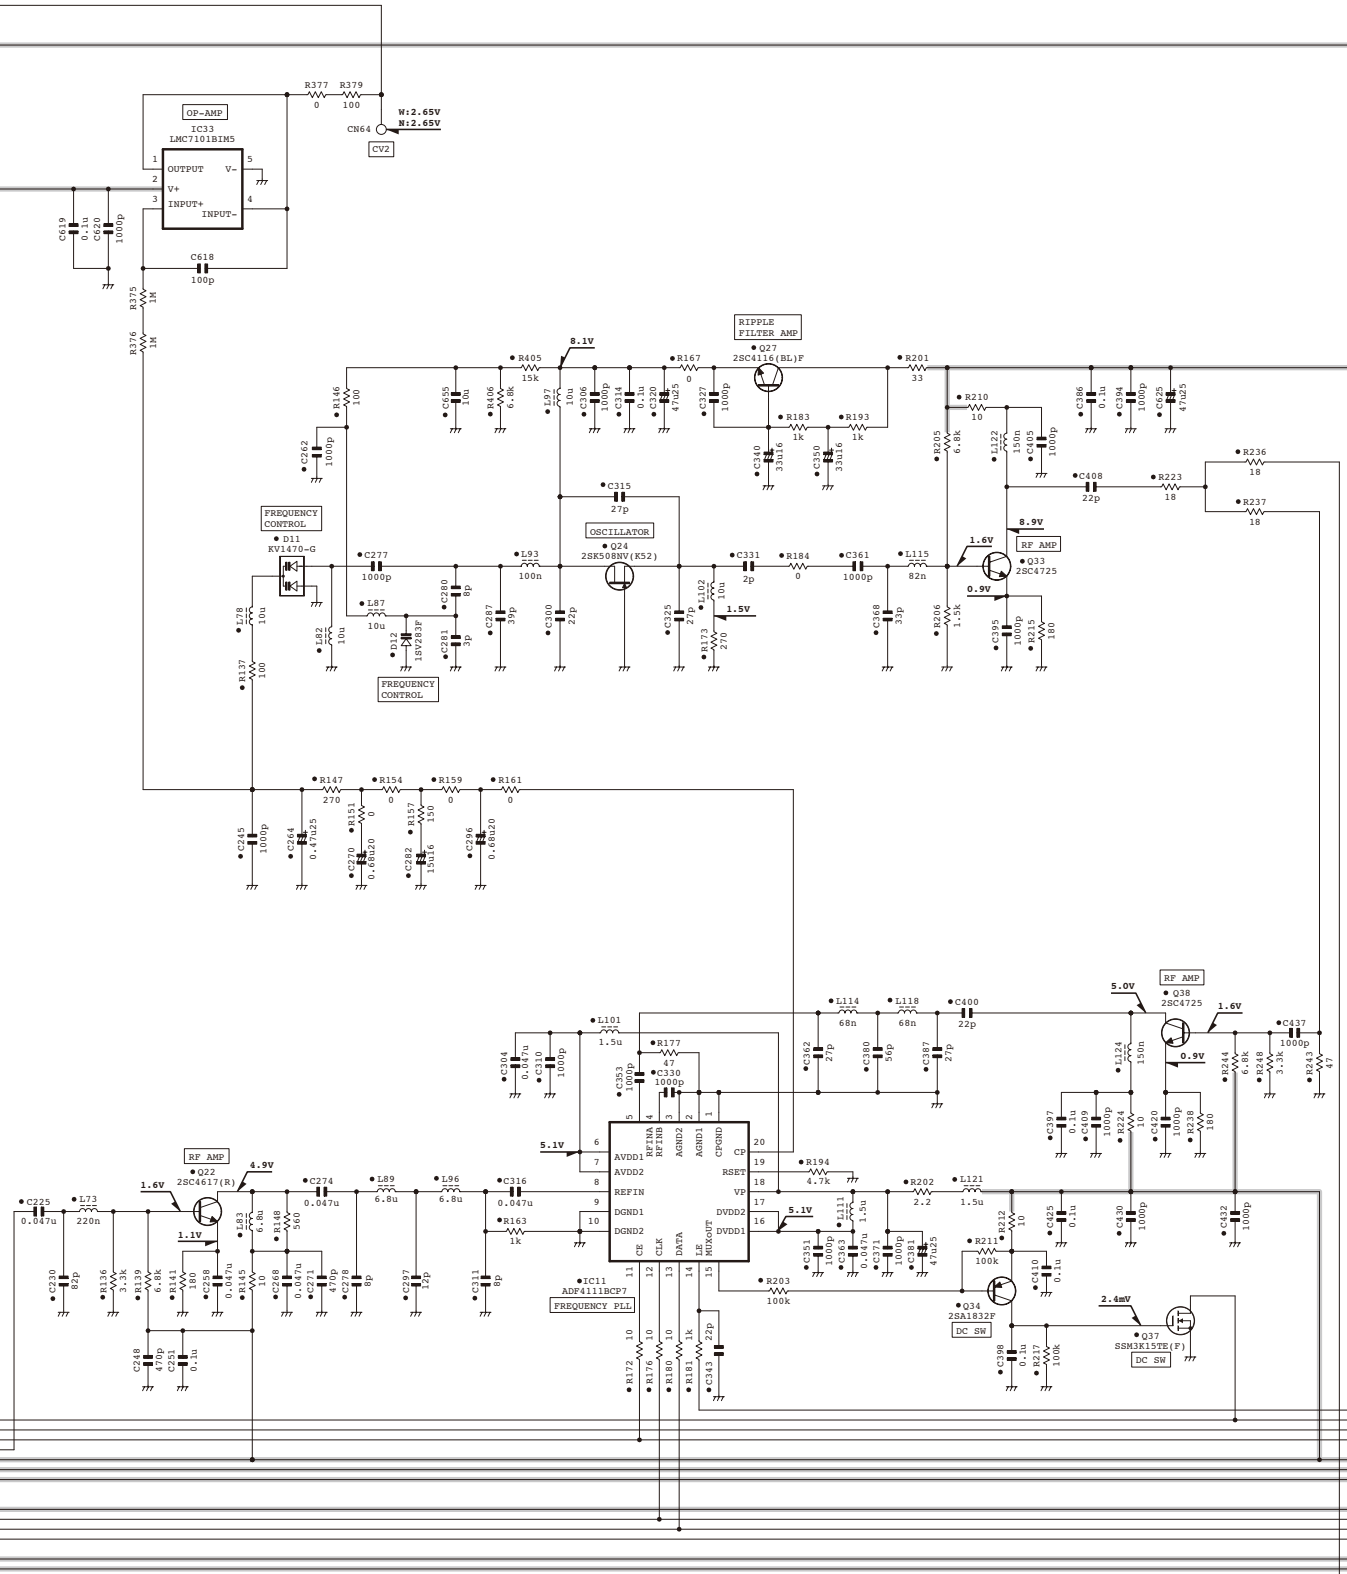 R377 R379
0 100
OP-AMP
IC33
LMC7101BIM5
W:2.65V
N:2.65V
CN64
CV2
1 OUTPUT V- 5
2 V+
3 INPUT+ INPUT- 4
C619
0.1u
C620
1000p
C618
100p
R375
1M
R376
1M
RIPPLE
FILTER AMP
Q27
2SC4116(BL)F
8.1V
R405
15k
R167
0
R201
33
R146
100
C655
10u
R406
6.8k
L97
10u
C306
1000p
C314
0.1u
C320
47u25
C327
1000p
R183
1k
R193
1k
C340
33u16
C350
33u16
R205
6.8k
R210
10
L122
150n
C405
1000p
C386
0.1u
C394
1000p
C625
47u25
C262
1000p
C315
27p
C408
22p
R223
18
R236
18
R237
18
FREQUENCY
CONTROL
D11
KV1470-G
OSCILLATOR
Q24
2SK508NV(K52)
8.9V
1.6V
RF AMP
Q33
2SC4725
C277
1000p
L93
100n
C331
2p
R184
0
C361
1000p
L115
82n
0.9V
L78
10u
L82
10u
L87
10u
C280
8p
C281
3p
D12
1SV283F
C287
39p
C300
22p
C325
27p
L102
10u
1.5V
R173
270
C368
33p
R206
1.5k
C395
1000p
R215
180
R137
100
FREQUENCY
CONTROL
R147
270
R154
0
R159
0
R161
0
C245
1000p
C264
0.47u25
R151
0
C270
0.68u20
R157
150
C282
15u16
C296
0.68u20
RF AMP
Q38
2SC4725
5.0V
1.6V
L114
68n
L118
68n
C400
22p
C437
1000p
L101
1.5u
R177
47
C330
1000p
C304
0.047u
C310
1000p
C353
1000p
C362
27p
C380
56p
C387
27p
L124
150n
0.9V
R244
6.8k
R248
3.3k
R243
47
C397
0.1u
C409
1000p
R224
10
C420
1000p
R238
180
5 4 3 2 1
RFINA
RFINB
AGND2
AGND1
CPGND
5.1V
6 AVDD1 CP 20
7 AVDD2 RSET 19
8 REFIN VP 18
9 DGND1 DVDD2 17
10 DGND2 DVDD1 16
CE
CLK
DATA
LE
MUXoUT
11 12 13 14 15
IC11
ADF4111BCP7
FREQUENCY PLL
RF AMP
Q22
2SC4617(R)
4.9V
1.6V
1.1V
C225
0.047u
L73
220n
C274
0.047u
L89
6.8u
L96
6.8u
C316
0.047u
R163
1k
R194
4.7k
R202
2.2
L121
1.5u
5.1V
L83
6.8u
R148
560
C230
82p
R136
3.3k
R139
6.8k
R141
180
C258
0.047u
R145
10
C268
0.047u
C271
470p
C278
8p
C297
12p
C311
8p
L111
1.5u
C351
1000p
C363
0.047u
C371
1000p
C381
47u25
R212
10
C425
0.1u
C430
1000p
C432
1000p
R211
100k
C410
0.1u
R203
100k
Q34
2SA1832F
DC SW
2.4mV
Q37
SSM3K15TE(F)
DC SW
C248
470p
C251
0.1u
R172
10
R176
10
R180
10
R181
1k
C343
22p
C398
0.1u
R217
100k